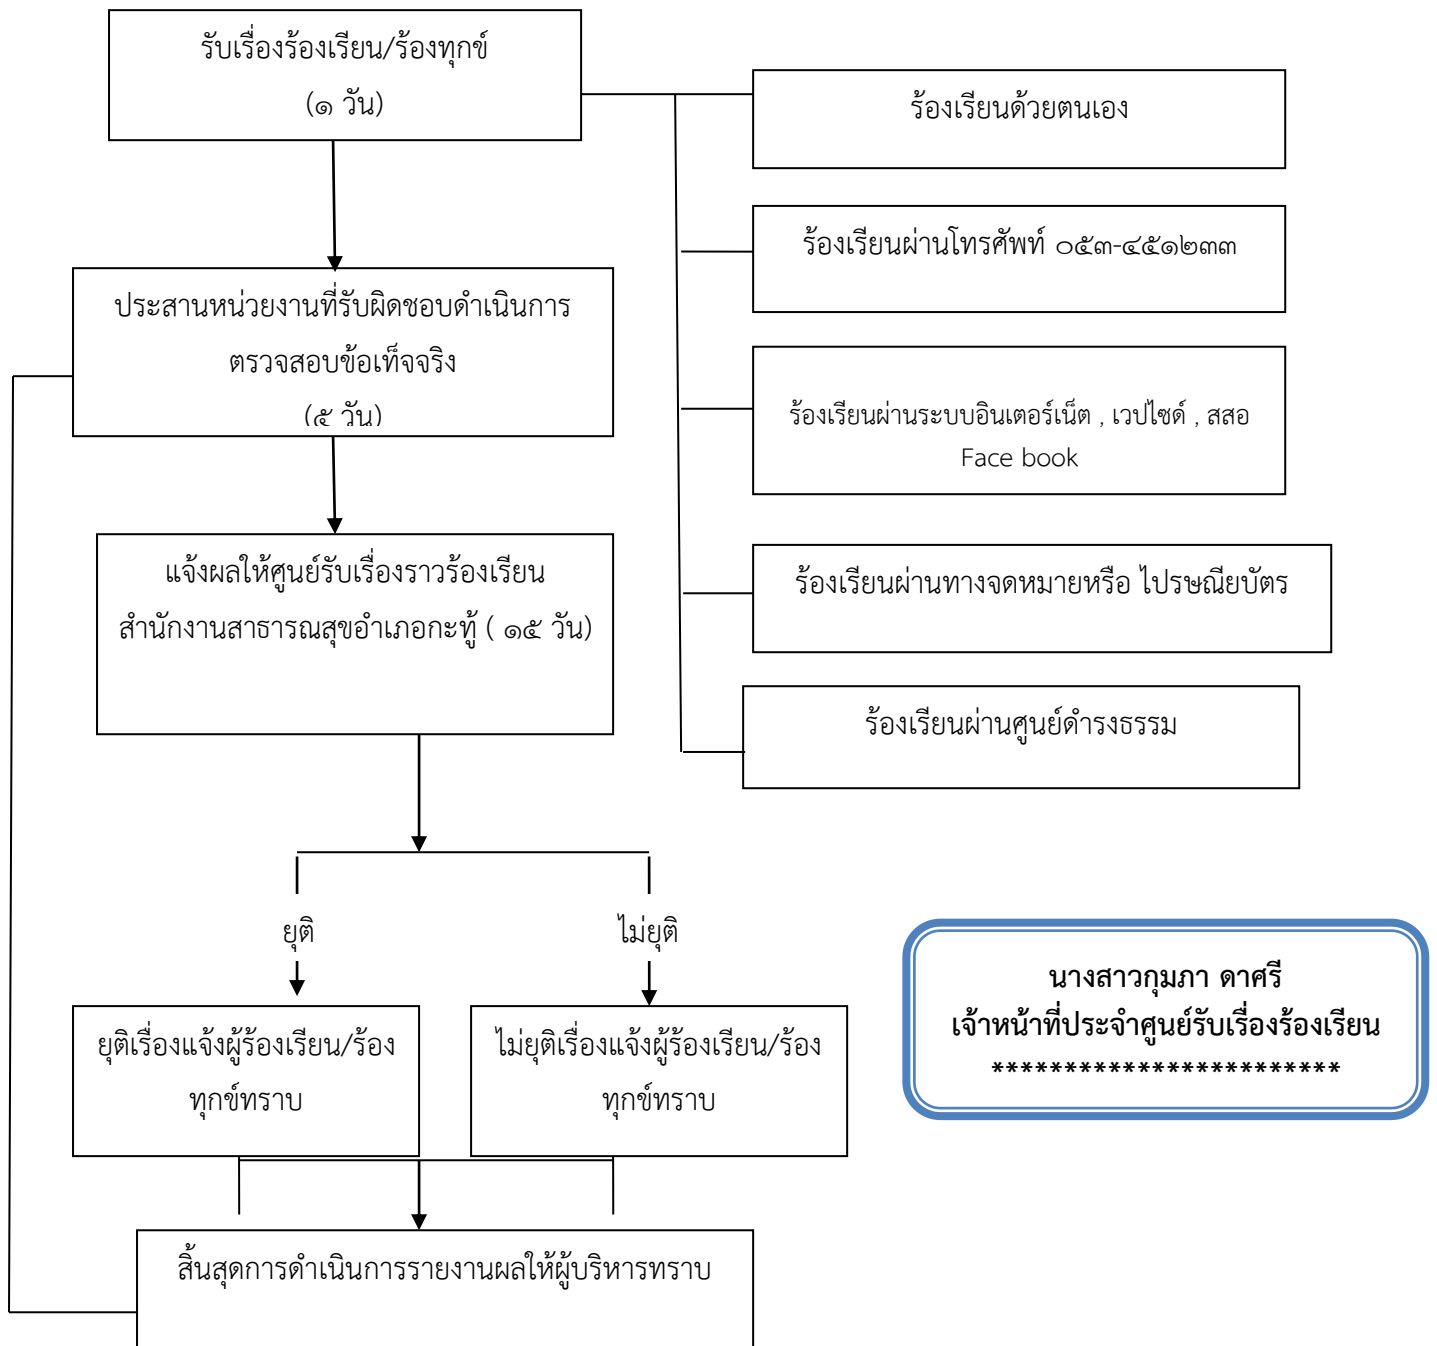 รับเรื่องร้องเรียน/ร้องทุกข์
(๑ วัน)
ร้องเรียนด้วยตนเอง
ร้องเรียนผ่านโทรศัพท์ ๐๕๓-๔๕๑๒๓๓
ประสานหน่วยงานที่รับผิดชอบดำเนินการ
ตรวจสอบข้อเท็จจริง
(๕ วัน)
ร้องเรียนผ่านระบบอินเตอร์เน็ต , เวปไซด์ , สสอ
Face book
แจ้งผลให้ศูนย์รับเรื่องราวร้องเรียน
สำนักงานสาธารณสุขอำเภอกะทู้ ( ๑๕ วัน)
ร้องเรียนผ่านทางจดหมายหรือ ไปรษณียบัตร
ร้องเรียนผ่านศูนย์ดำรงธรรม
ยุติ
ไม่ยุติ
ยุติเรื่องแจ้งผู้ร้องเรียน/ร้อง
ทุกข์ทราบ
ไม่ยุติเรื่องแจ้งผู้ร้องเรียน/ร้อง
ทุกข์ทราบ
นางสาวกุมภา ดาศรี
เจ้าหน้าที่ประจำศูนย์รับเรื่องร้องเรียน
************************
สิ้นสุดการดำเนินการรายงานผลให้ผู้บริหารทราบ